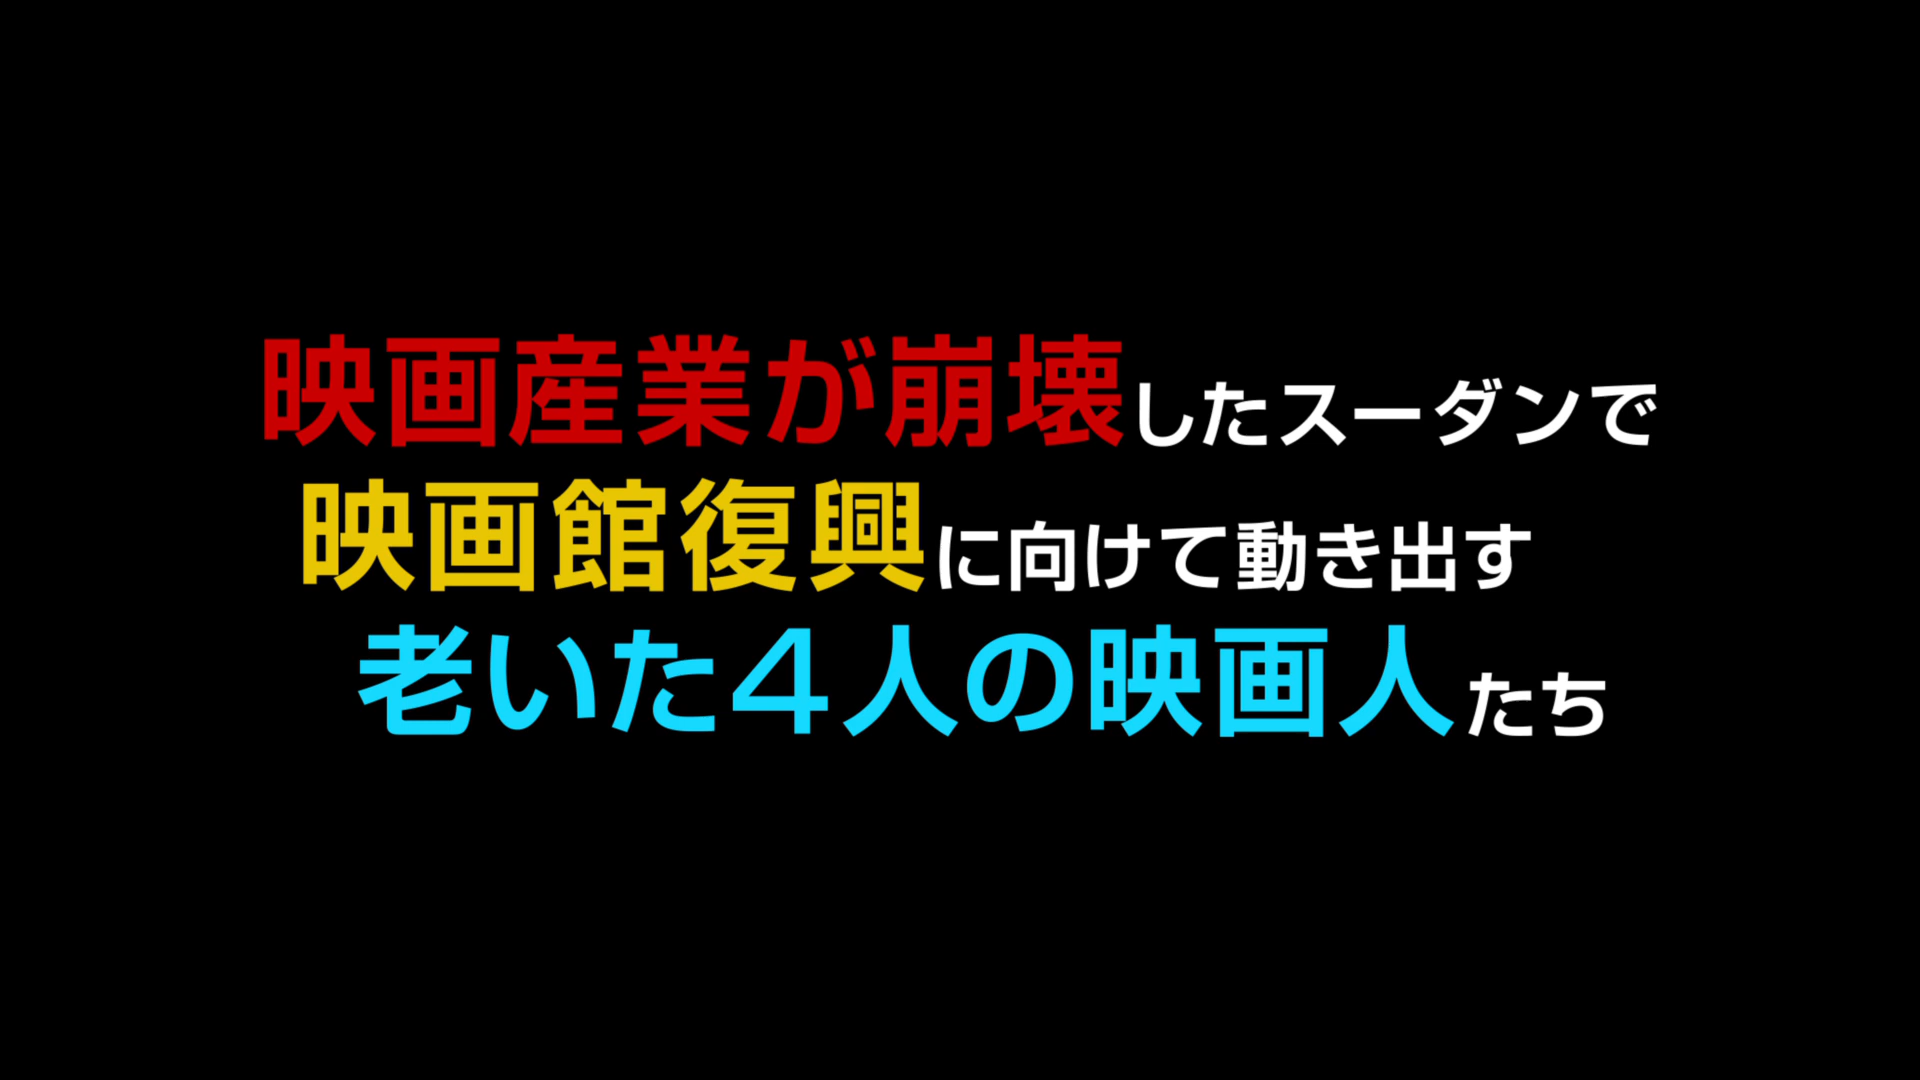 映画産業が崩壊したスーダンで
映画館復興に向けて動き出す
老いた４人の映画人たち